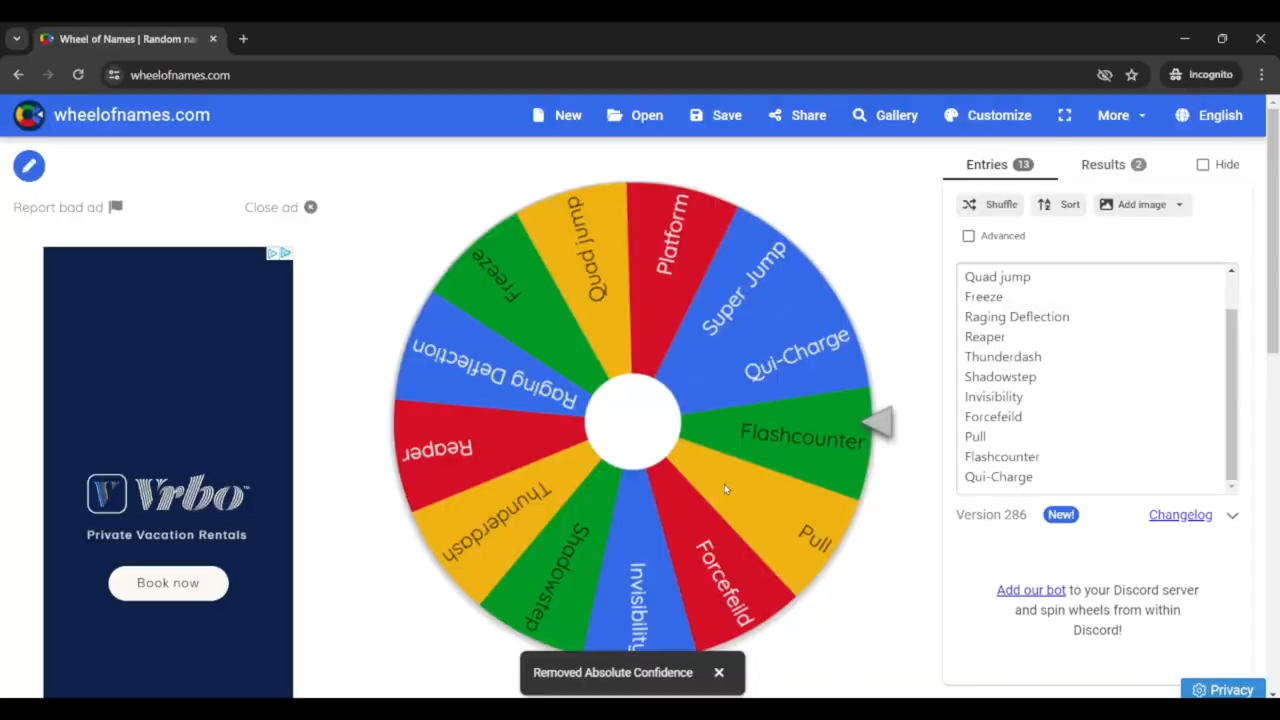 Wheel of Names | Random na
wheelofnames.com
Incognito
wheelofnames.com
New
Open
Save
Share
Gallery
Customize
More
English
Report bad ad
Close ad
Vrbo
Private Vacation Rentals
Book now
Platform
Super Jump
Qui-Charge
Flashcounter
Pull
Forcefeild
Invisibility
Shadowstep
Thunderdash
Reaper
Raging Deflection
Freeze
Quad jump
Removed Absolute Confidence
Entries 13
Results 2
Hide
Shuffle
Sort
Add image
Advanced
Quad jump
Freeze
Raging Deflection
Reaper
Thunderdash
Shadowstep
Invisibility
Forcefeild
Pull
Flashcounter
Qui-Charge
Version 286 New! Changelog
Add our bot to your Discord server
and spin wheels from within
Discord!
Privacy